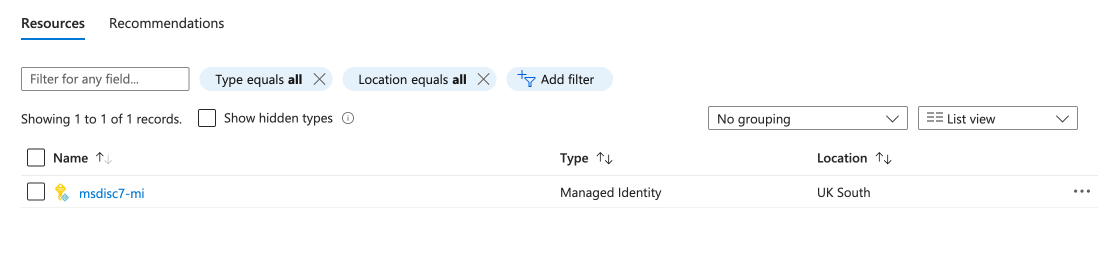 Resources Recommendations
Filter for any field...
Type equals all
Location equals all
Add filter
Showing 1 to 1 of 1 records.
Show hidden types
No grouping
List view
Name Type Location
msdisc7-mi Managed Identity UK South